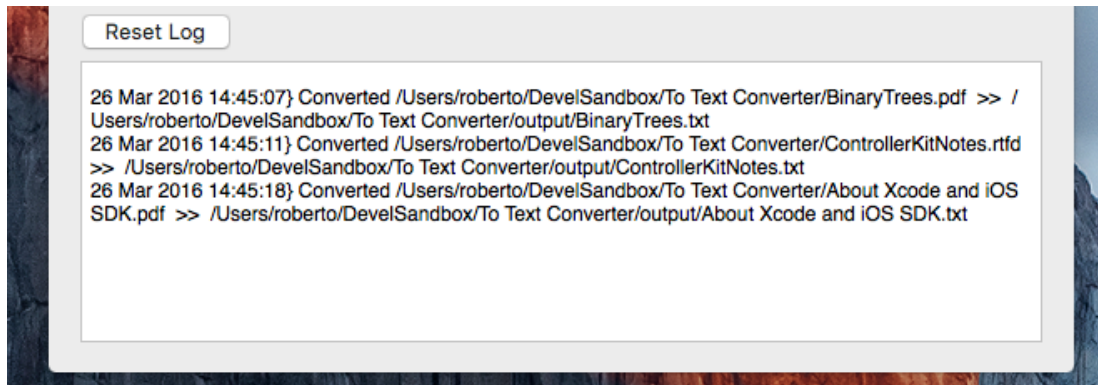 Reset Log
26 Mar 2016 14:45:07} Converted /Users/roberto/DevelSandbox/To Text Converter/BinaryTrees.pdf  >>  /
Users/roberto/DevelSandbox/To Text Converter/output/BinaryTrees.txt
26 Mar 2016 14:45:11} Converted /Users/roberto/DevelSandbox/To Text Converter/ControllerKitNotes.rtfd
>>  /Users/roberto/DevelSandbox/To Text Converter/output/ControllerKitNotes.txt
26 Mar 2016 14:45:18} Converted /Users/roberto/DevelSandbox/To Text Converter/About Xcode and iOS
SDK.pdf  >>  /Users/roberto/DevelSandbox/To Text Converter/output/About Xcode and iOS SDK.txt